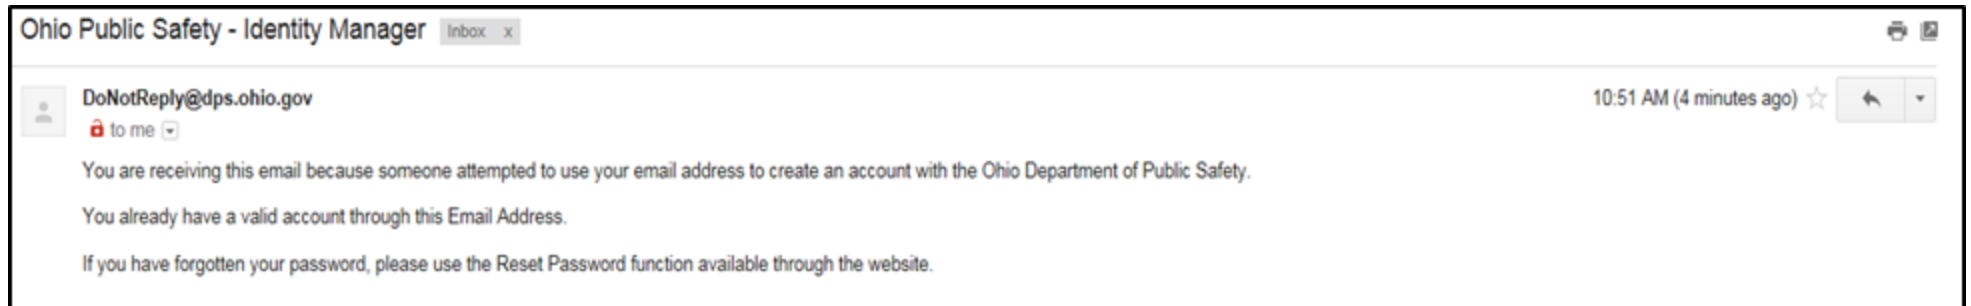 Ohio Public Safety - Identity Manager Inbox x
DoNotReply@dps.ohio.gov 10:51 AM (4 minutes ago)
to me
You are receiving this email because someone attempted to use your email address to create an account with the Ohio Department of Public Safety.
You already have a valid account through this Email Address.
If you have forgotten your password, please use the Reset Password function available through the website.